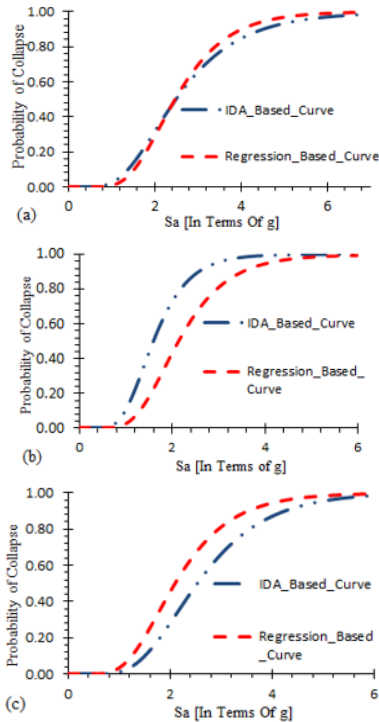 1.00
0.80
0.60
0.40
0.20
0.00
Probability of Collapse
IDA_Based_Curve
Regression_Based_Curve
0
2
4
6
Sa [In Terms Of g]
(a)
1.00
0.80
0.60
0.40
0.20
0.00
Probability of Collapse
IDA_Based_Curve
Regression_Based_
Curve
0
2
4
6
Sa [In Terms of g]
(b)
1.00
0.80
0.60
0.40
0.20
0.00
Probability of Collapse
IDA_Based_Curve
Regression_Based
_Curve
0
2
4
6
Sa [In Terms of g]
(c)